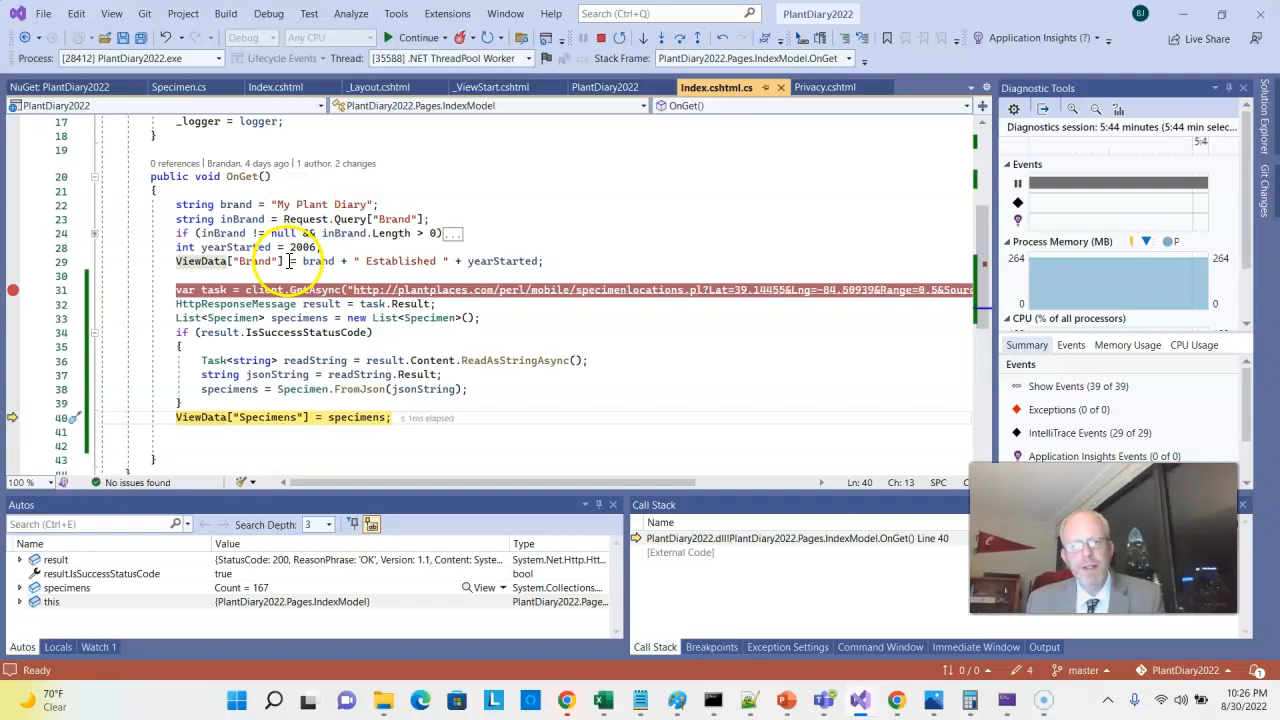 File Edit View Git Project Build Debug Test Analyze Tools Extensions Window Help Search (Ctrl+Q) PlantDiary2022 BJ
Debug Any CPU Continue Application Insights (?) Live Share
Process: [28412] PlantDiary2022.exe Lifecycle Events Thread: [35588] .NET ThreadPool Worker Stack Frame: PlantDiary2022.Pages.IndexModel.OnGet
NuGet: PlantDiary2022 Specimen.cs Index.cshtml _Layout.cshtml _ViewStart.cshtml PlantDiary2022 Index.cshtml.cs Privacy.cshtml
PlantDiary2022 PlantDiary2022.Pages.IndexModel OnGet()
17 _logger = logger;
18 }
19
0 references | Brandan, 4 days ago | 1 author, 2 changes
20 public void OnGet()
21 {
22 string brand = "My Plant Diary";
23 string inBrand = Request.Query["Brand"];
24 if (inBrand != null && inBrand.Length > 0)...
28 int yearStarted = 2006;
29 ViewData["Brand"] = brand + " Established " + yearStarted;
30
31 var task = client.GetAsync("http://plantplaces.com/perl/mobile/specimenlocations.pl?Lat=39.14455&Lng=-84.50939&Range=0.5&Sourc
32 HttpResponseMessage result = task.Result;
33 List<Specimen> specimens = new List<Specimen>();
34 if (result.IsSuccessStatusCode)
35 {
36 Task<string> readString = result.Content.ReadAsStringAsync();
37 string jsonString = readString.Result;
38 specimens = Specimen.FromJson(jsonString);
39 }
40 ViewData["Specimens"] = specimens; ≤ 1ms elapsed
41
42
43 }
100 % No issues found Ln: 40 Ch: 13 SPC
Diagnostic Tools
Diagnostic session: 5:44 minutes (5:44 min selec...
5:4
Events
Process Memory (MB) P
264 264
0 0
CPU (% of all processors)
Summary Events Memory Usage CPU Usage
Events
Show Events (39 of 39)
Exceptions (0 of 0)
IntelliTrace Events (29 of 29)
Application Insights Events (0 of 0)
Solution Explorer
Git Changes
Autos
Search (Ctrl+E) Search Depth: 3
Name Value Type
result {StatusCode: 200, ReasonPhrase: 'OK', Version: 1.1, Content: Syste... System.Net.Http.Htt...
result.IsSuccessStatusCode true bool
specimens Count = 167 View System.Collections....
this {PlantDiary2022.Pages.IndexModel} PlantDiary2022.Page...
Autos Locals Watch 1
Call Stack
Name
PlantDiary2022.dll!PlantDiary2022.Pages.IndexModel.OnGet() Line 40
[External Code]
Call Stack Breakpoints Exception Settings Command Window Immediate Window Output
Ready 0 / 0 4 master PlantDiary2022 1
70°F
Clear
10:26 PM
8/30/2022